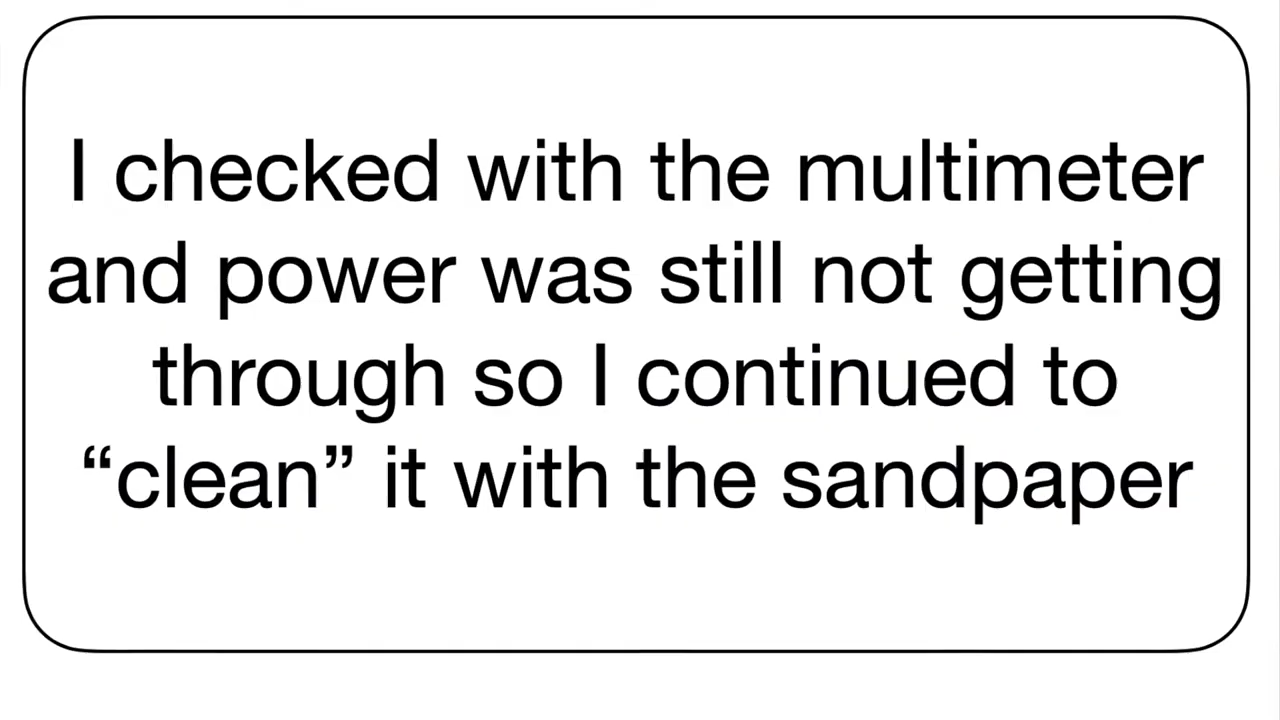 I checked with the multimeter
and power was still not getting
through so I continued to
“clean” it with the sandpaper